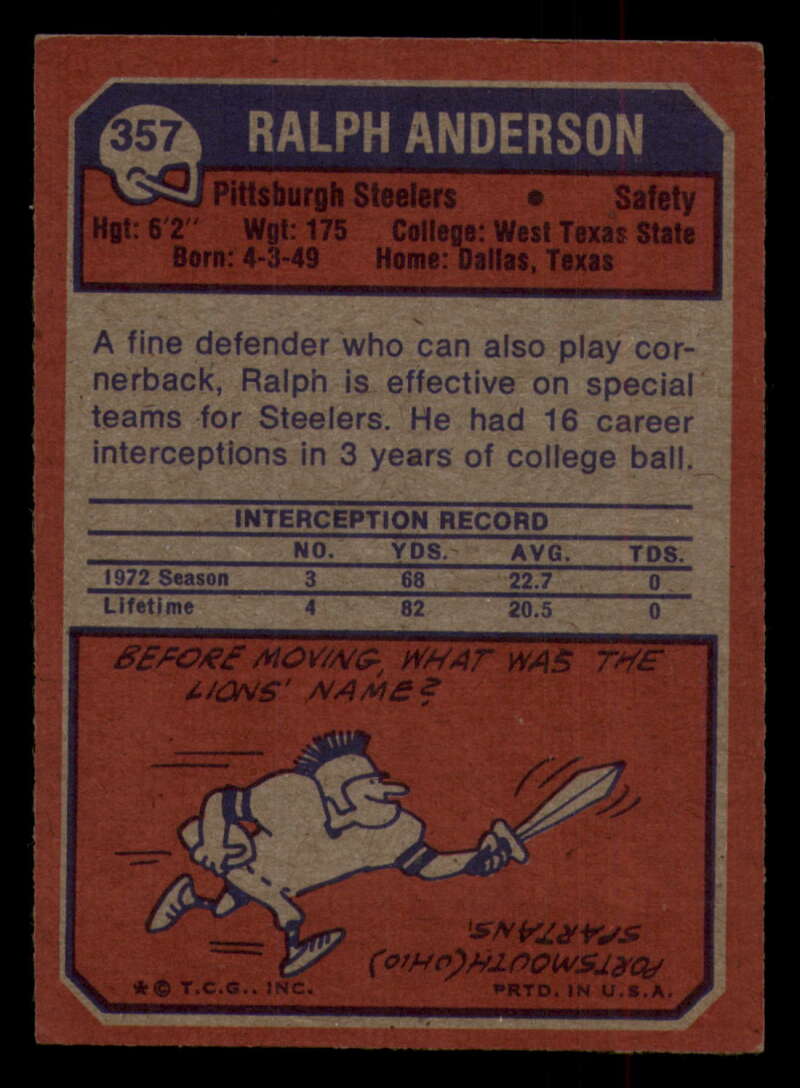 357
RALPH ANDERSON
Pittsburgh Steelers • Safety
Hgt: 6'2" Wgt: 175 College: West Texas State
Born: 4-3-49 Home: Dallas, Texas
A fine defender who can also play cor-
nerback, Ralph is effective on special
teams for Steelers. He had 16 career
interceptions in 3 years of college ball.
INTERCEPTION RECORD
NO. YDS. AVG. TDS.
1972 Season 3 68 22.7 0
Lifetime 4 82 20.5 0
BEFORE MOVING, WHAT WAS THE
LIONS' NAME?
PORTSMOUTH (OHIO)
SPARTANS.
* © T.C.G., INC. PRTD. IN U.S.A.